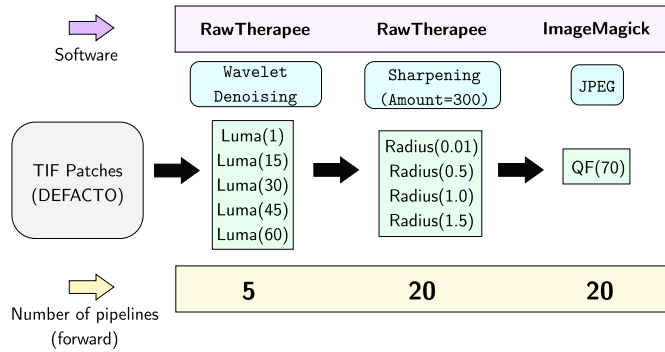 RawTherapee RawTherapee ImageMagick
Software
Wavelet
Denoising
Sharpening
(Amount=300)
JPEG
TIF Patches
(DEFACTO)
Luma(1)
Luma(15)
Luma(30)
Luma(45)
Luma(60)
Radius(0.01)
Radius(0.5)
Radius(1.0)
Radius(1.5)
QF(70)
5 20 20
Number of pipelines
(forward)